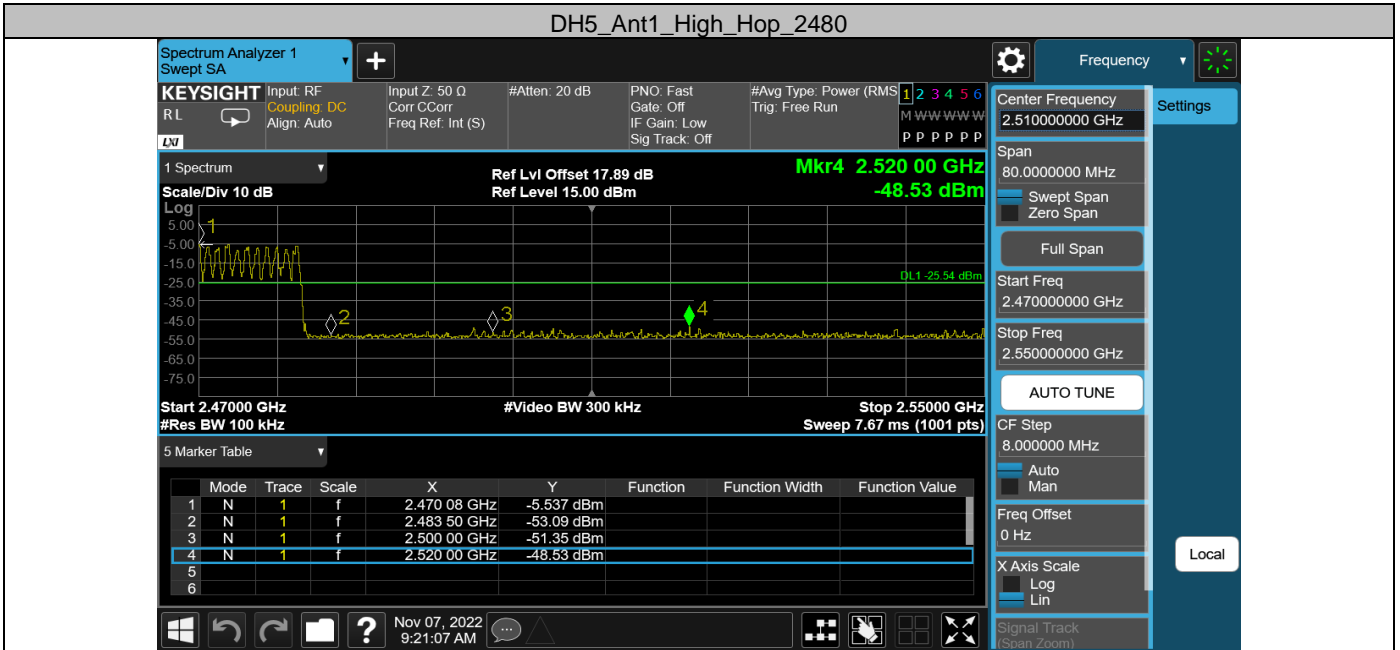 DH5_Ant1_High_Hop_2480
Spectrum Analyzer 1
Swept SA
+
Frequency
KEYSIGHT
RL
LXI
Input: RF
Coupling: DC
Align: Auto
Input Z: 50 Ω
Corr CCorr
Freq Ref: Int (S)
#Atten: 20 dB
PNO: Fast
Gate: Off
IF Gain: Low
Sig Track: Off
#Avg Type: Power (RMS
Trig: Free Run
1 2 3 4 5 6
M W W W W W
P P P P P P
1 Spectrum
Scale/Div 10 dB
Ref Lvl Offset 17.89 dB
Ref Level 15.00 dBm
Mkr4 2.520 00 GHz
-48.53 dBm
Log
5.00
-5.00
-15.0
-25.0
-35.0
-45.0
-55.0
-65.0
-75.0
1
2
3
4
DL1 -25.54 dBm
Start 2.47000 GHz
#Video BW 300 kHz
Stop 2.55000 GHz
#Res BW 100 kHz
Sweep 7.67 ms (1001 pts)
5 Marker Table
Mode Trace Scale X Y Function Function Width Function Value
1 N 1 f 2.470 08 GHz -5.537 dBm
2 N 1 f 2.483 50 GHz -53.09 dBm
3 N 1 f 2.500 00 GHz -51.35 dBm
4 N 1 f 2.520 00 GHz -48.53 dBm
5
6
?
Nov 07, 2022
9:21:07 AM
Center Frequency
2.510000000 GHz
Settings
Span
80.0000000 MHz
Swept Span
Zero Span
Full Span
Start Freq
2.470000000 GHz
Stop Freq
2.550000000 GHz
AUTO TUNE
CF Step
8.000000 MHz
Auto
Man
Freq Offset
0 Hz
X Axis Scale
Log
Lin
Signal Track
(Span Zoom)
Local